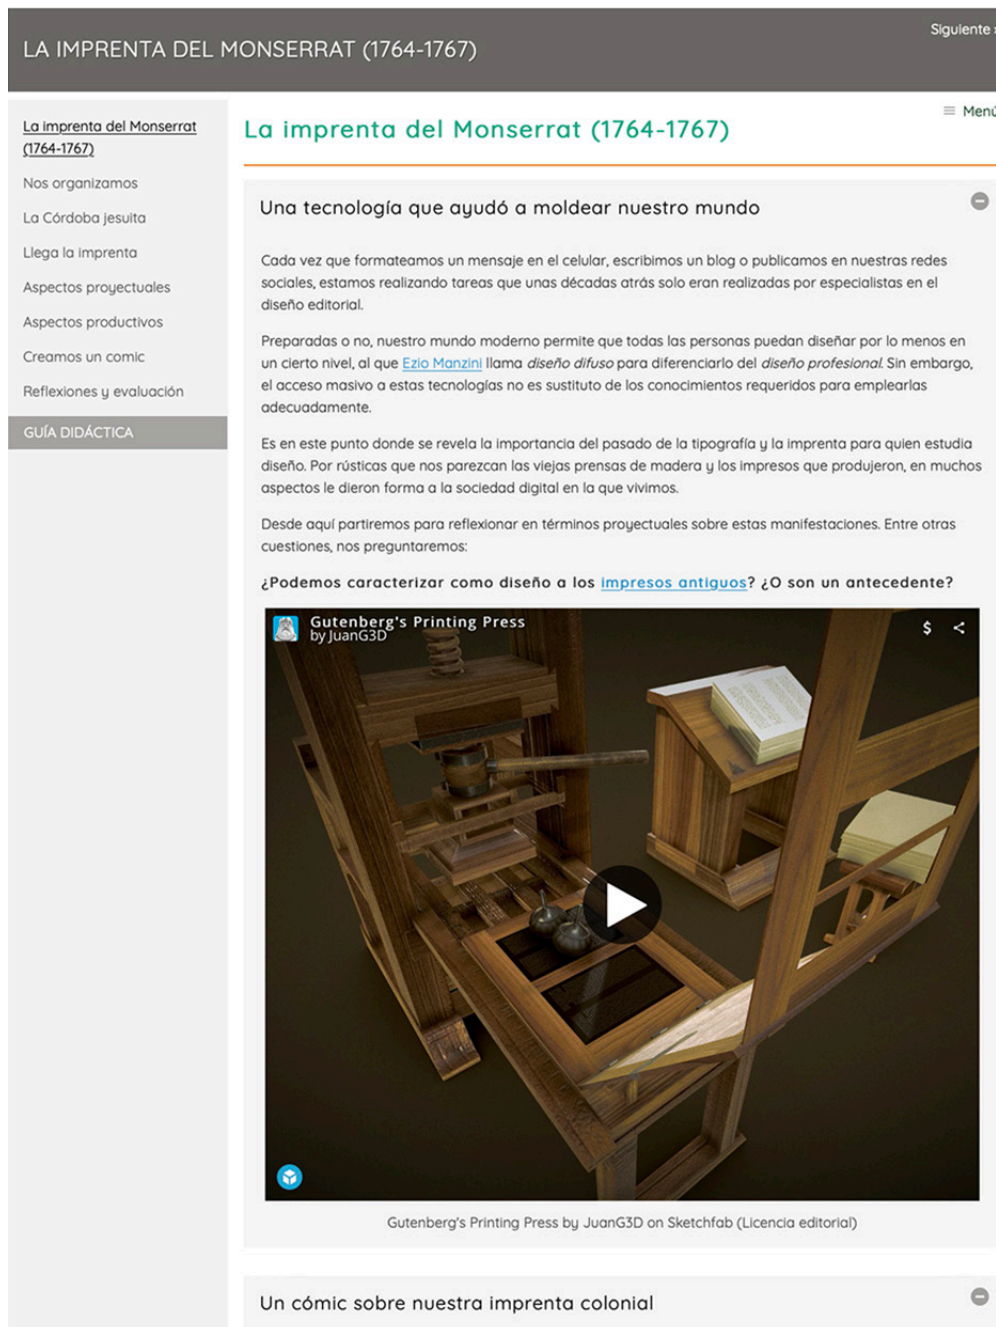 LA IMPRENTA DEL MONSERRAT (1764-1767)
Siguiente »
Menú
La imprenta del Monserrat
(1764-1767)
Nos organizamos
La Córdoba jesuita
Llega la imprenta
Aspectos proyectuales
Aspectos productivos
Creamos un comic
Reflexiones y evaluación
GUÍA DIDÁCTICA
La imprenta del Monserrat (1764-1767)
Una tecnología que ayudó a moldear nuestro mundo
Cada vez que formateamos un mensaje en el celular, escribimos un blog o publicamos en nuestras redes
sociales, estamos realizando tareas que unas décadas atrás solo eran realizadas por especialistas en el
diseño editorial.
Preparadas o no, nuestro mundo moderno permite que todas las personas puedan diseñar por lo menos en
un cierto nivel, al que Ezio Manzini llama diseño difuso para diferenciarlo del diseño profesional. Sin embargo,
el acceso masivo a estas tecnologías no es sustituto de los conocimientos requeridos para emplearlas
adecuadamente.
Es en este punto donde se revela la importancia del pasado de la tipografía y la imprenta para quien estudia
diseño. Por rústicas que nos parezcan las viejas prensas de madera y los impresos que produjeron, en muchos
aspectos le dieron forma a la sociedad digital en la que vivimos.
Desde aquí partiremos para reflexionar en términos proyectuales sobre estas manifestaciones. Entre otras
cuestiones, nos preguntaremos:
¿Podemos caracterizar como diseño a los impresos antiguos? ¿O son un antecedente?
Gutenberg's Printing Press
by JuanG3D
$
Gutenberg's Printing Press by JuanG3D on Sketchfab (Licencia editorial)
Un cómic sobre nuestra imprenta colonial